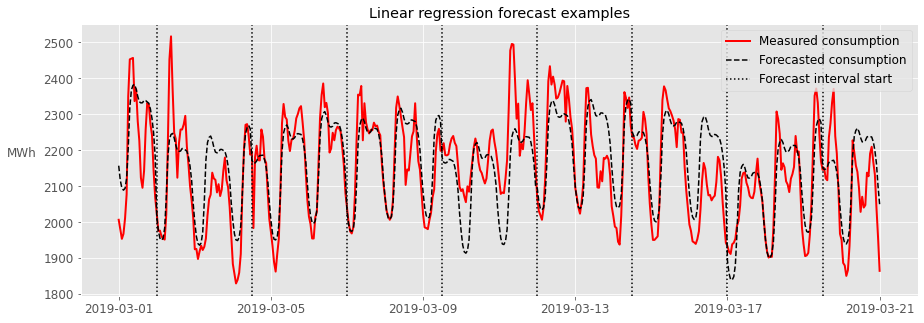 Linear regression forecast examples
Measured consumption
Forecasted consumption
Forecast interval start
MWh
2500
2400
2300
2200
2100
2000
1900
1800
2019-03-01
2019-03-05
2019-03-09
2019-03-13
2019-03-17
2019-03-21